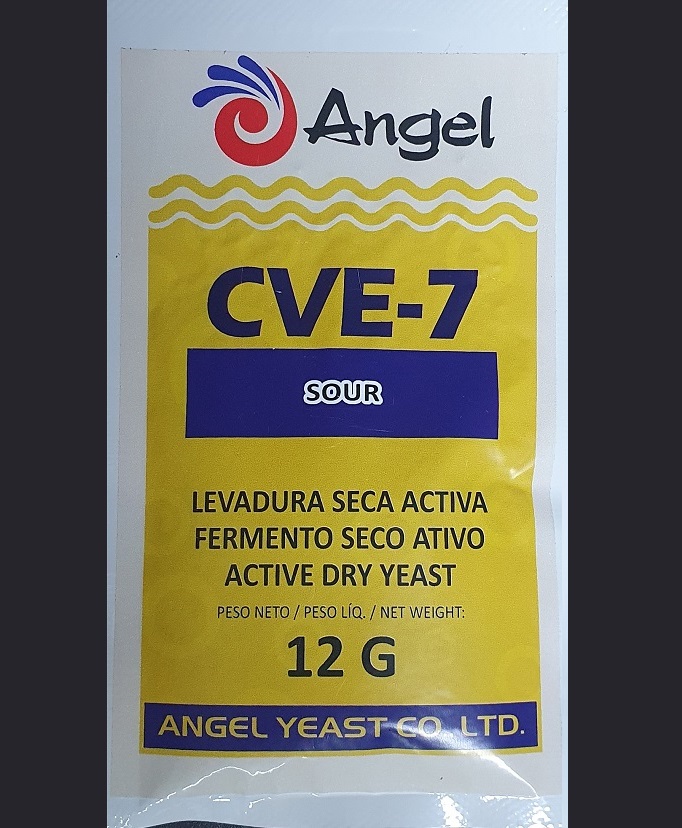 Angel
CVE-7
SOUR
LEVADURA SECA ACTIVA
FERMENTO SECO ATIVO
ACTIVE DRY YEAST
PESO NETO / PESO LÍQ. / NET WEIGHT:
12 G
ANGEL YEAST CO. LTD.